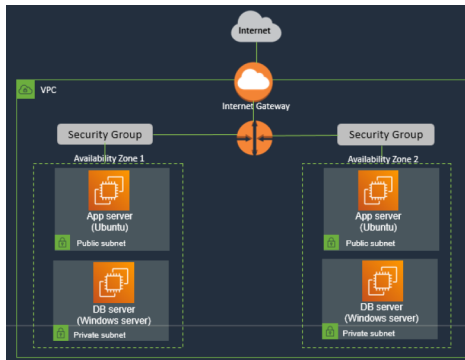 Internet
VPC
Internet Gateway
Security Group
Security Group
Availability Zone 1
Availability Zone 2
App server
(Ubuntu)
Public subnet
App server
(Ubuntu)
Public subnet
DB server
(Windows server)
Private subnet
DB server
(Windows server)
Private subnet